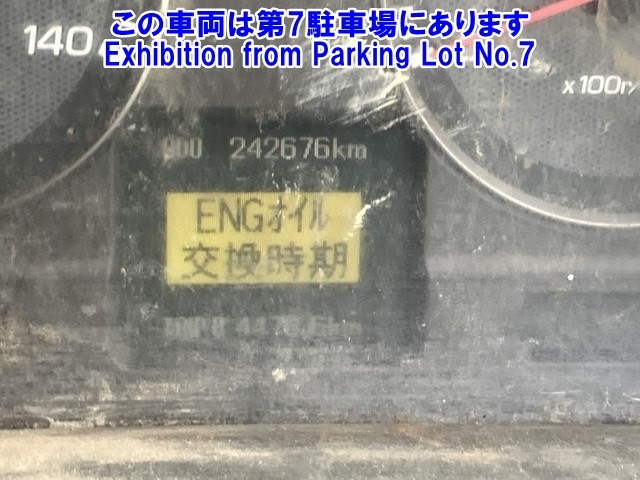 この車両は第7駐車場にあります
Exhibition from Parking Lot No.7
140
x100r/
ODO 242676km
ENGオイル
交換時期